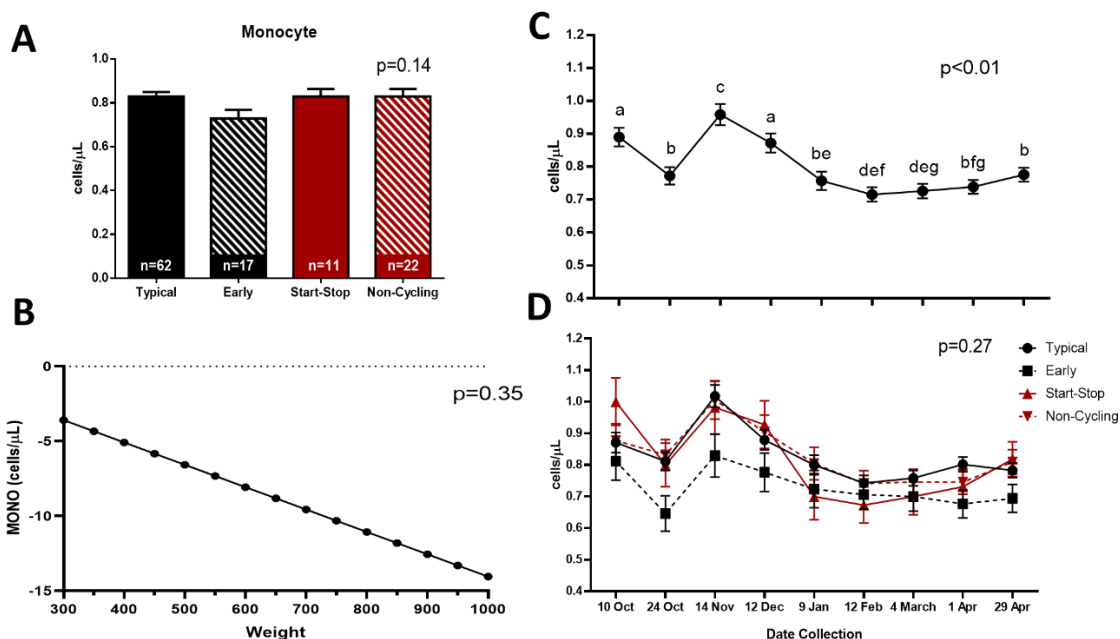 A
Monocyte
p=0.14
cells/μL
1.0
0.8
0.6
0.4
0.2
0.0
n=62 n=17 n=11 n=22
Typical Early Start-Stop Non-Cycling
B
p=0.35
MONO (cells/μL)
0
-5
-10
-15
300 400 500 600 700 800 900 1000
Weight
C
p<0.01
cells/μL
1.2
1.1
1.0
0.9
0.8
0.7
0.6
0.5
0.4
a b c a be def deg bfg b
D
p=0.27
Typical
Early
Start-Stop
Non-Cycling
cells/μL
1.2
1.1
1.0
0.9
0.8
0.7
0.6
0.5
0.4
10 Oct 24 Oct 14 Nov 12 Dec 9 Jan 12 Feb 4 March 1 Apr 29 Apr
Date Collection